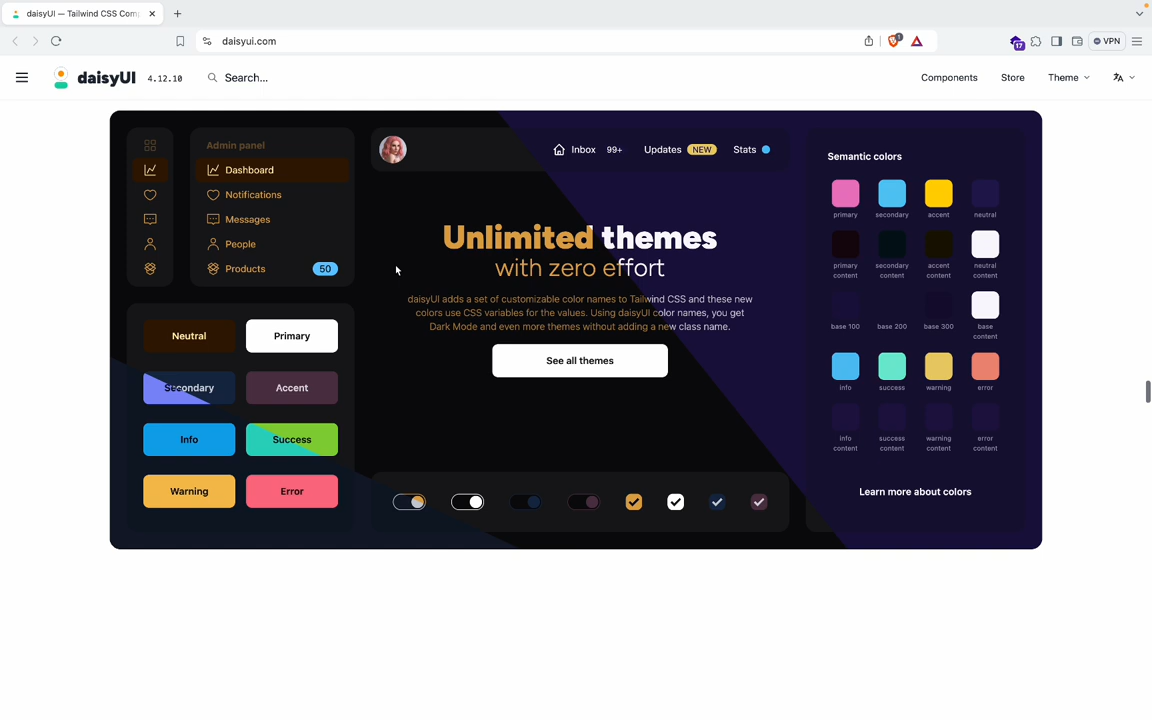 daisyUI — Tailwind CSS Com
daisyui.com
1
17
VPN
daisyUI 4.12.10
Search...
Components
Store
Theme
Admin panel
Dashboard
Notifications
Messages
People
Products 50
Inbox 99+
Updates NEW
Stats
Unlimited themes
with zero effort
daisyUI adds a set of customizable color names to Tailwind CSS and these new
colors use CSS variables for the values. Using daisyUI color names, you get
Dark Mode and even more themes without adding a new class name.
See all themes
Neutral
Primary
Secondary
Accent
Info
Success
Warning
Error
Semantic colors
primary
secondary
accent
neutral
primary
content
secondary
content
accent
content
neutral
content
base 100
base 200
base 300
base
content
info
success
warning
error
info
content
success
content
warning
content
error
content
Learn more about colors